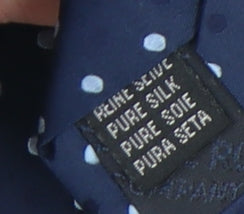 REINE SEIDE
PURE SILK
PURE SOIE
PURA SETA